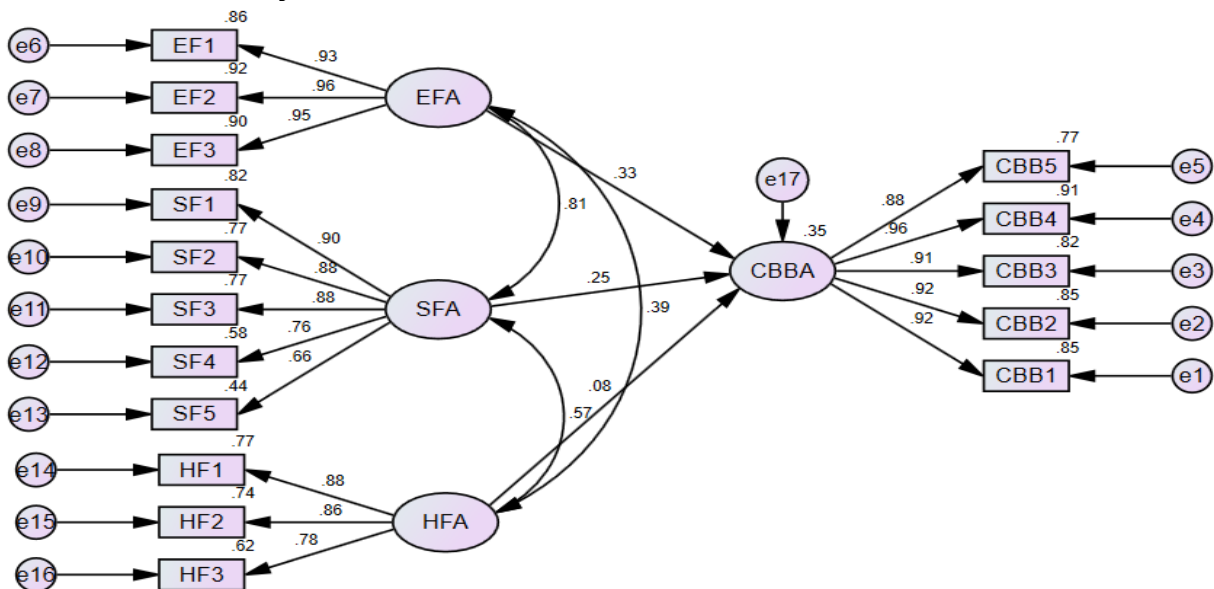 .86
e6 EF1
.93
.92
e7 EF2 .96 EFA
.90 .95
e8 EF3
.82
e9 SF1
.77
.90
e10 SF2
.77 .88
e11 SF3 .88 SFA
.58 .76
e12 SF4
.44 .66
e13 SF5
.77
e14 HF1
.74 .88
e15 HF2 .86 HFA
.62 .78
e16 HF3
.81
.39
.57
.33
.25
.08
e17
.35
CBBA
.77
.88 CBB5 e5
.91
.96 CBB4 e4
.82
.91 CBB3 e3
.85
.92 CBB2 e2
.85
.92 CBB1 e1